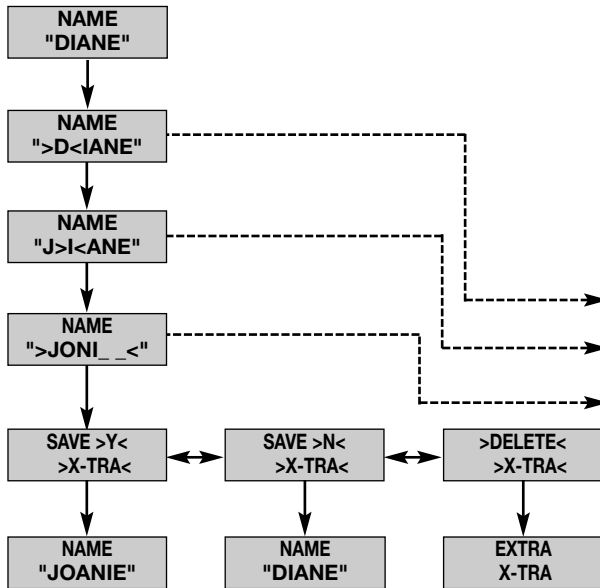 NAME
"DIANE"
NAME
">D<IANE"
NAME
"J>I<ANE"
NAME
">JONI_ _<"
SAVE >Y<
>X-TRA<
SAVE >N<
>X-TRA<
>DELETE<
>X-TRA<
NAME
"JOANIE"
NAME
"DIANE"
EXTRA
X-TRA